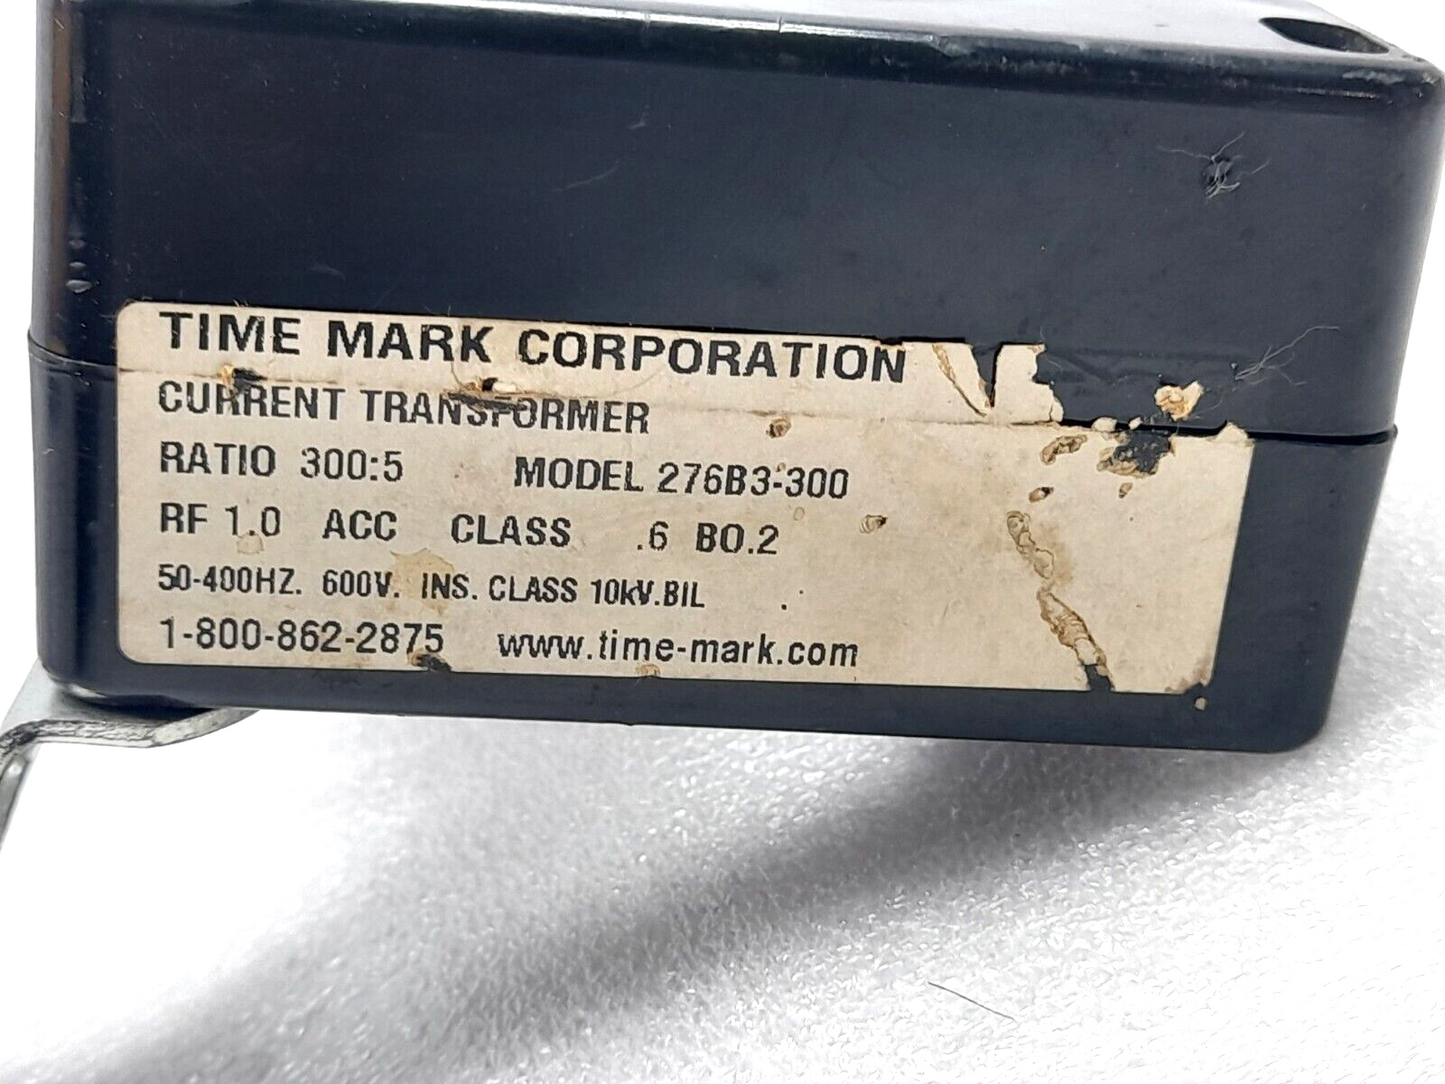 TIME MARK CORPORATION
CURRENT TRANSFORMER
RATIO 300:5 MODEL 276B3-300
RF 1.0 ACC CLASS .6 B0.2
50-400HZ. 600V. INS. CLASS 10kV.BIL
1-800-862-2875 www.time-mark.com